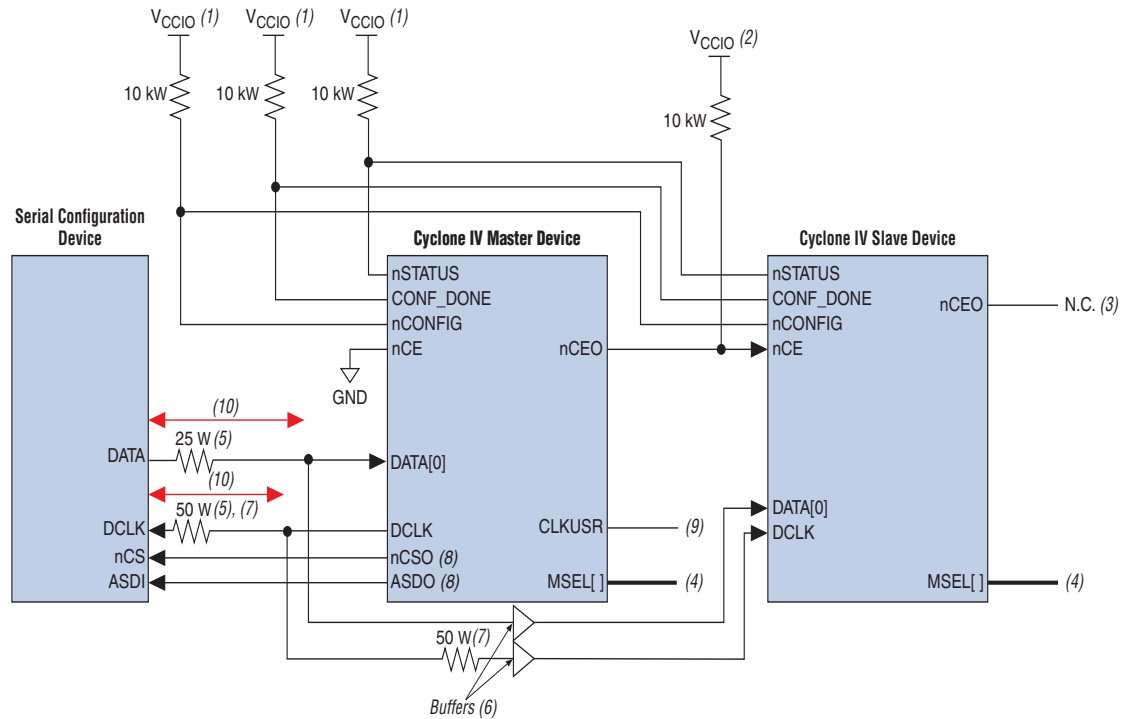 VCCIO (1)
VCCIO (1)
VCCIO (1)
VCCIO (2)
10 kW
10 kW
10 kW
10 kW
Serial Configuration
Device
Cyclone IV Master Device
Cyclone IV Slave Device
nSTATUS
CONF_DONE
nCONFIG
nCE
nCEO
GND
nSTATUS
CONF_DONE
nCONFIG
nCE
nCEO
N.C. (3)
(10)
25 W (5)
DATA
DATA[0]
(10)
50 W (5), (7)
DCLK
DCLK
nCS
nCSO (8)
ASDI
ASDO (8)
CLKUSR
(9)
MSEL[ ]
(4)
DATA[0]
DCLK
MSEL[ ]
(4)
50 W (7)
Buffers (6)